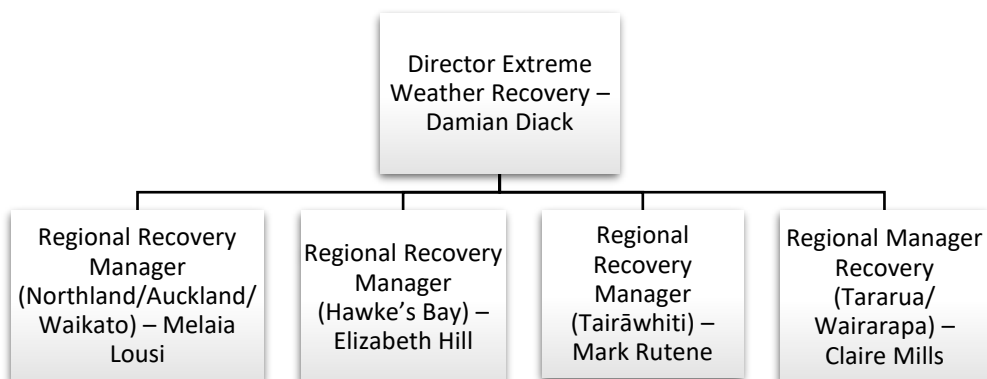 Director Extreme
Weather Recovery –
Damian Diack
Regional Recovery
Manager
(Northland/Auckland/
Waikato) – Melaia
Lousi
Regional Recovery
Manager
(Hawke's Bay) –
Elizabeth Hill
Regional
Recovery
Manager
(Tairāwhiti) –
Mark Rutene
Regional Manager
Recovery
(Tararua/
Wairarapa) –
Claire Mills